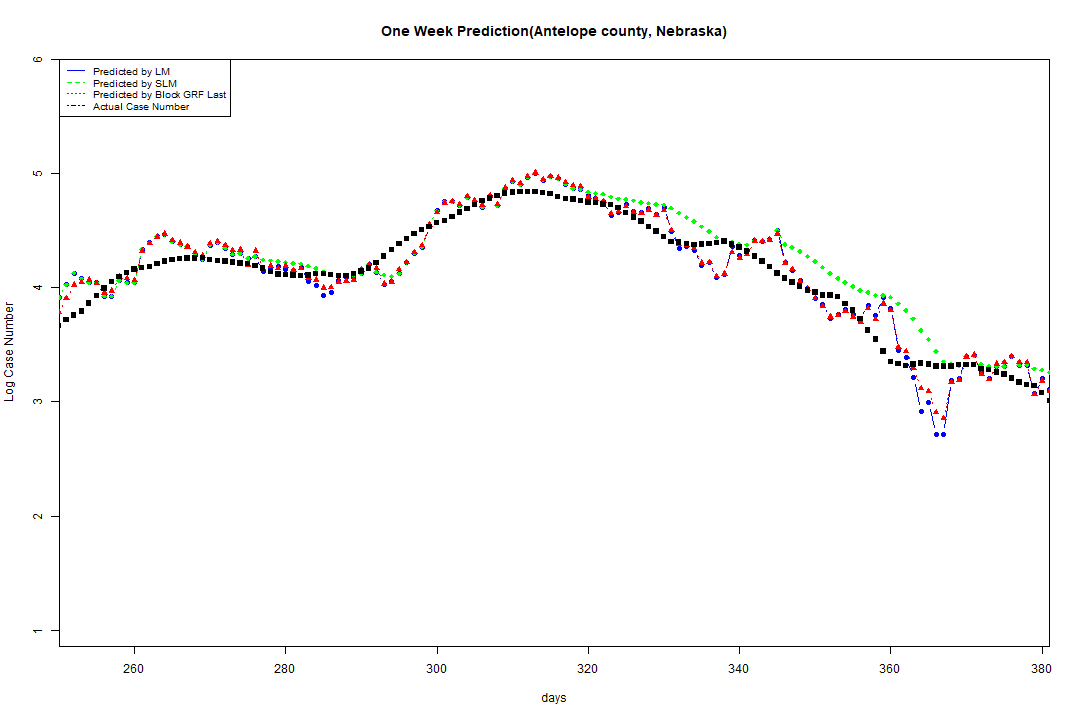 One Week Prediction(Antelope county, Nebraska)
Predicted by LM
Predicted by SLM
Predicted by Block GRF Last
Actual Case Number
6
5
4
3
2
1
Log Case Number
260 280 300 320 340 360 380
days